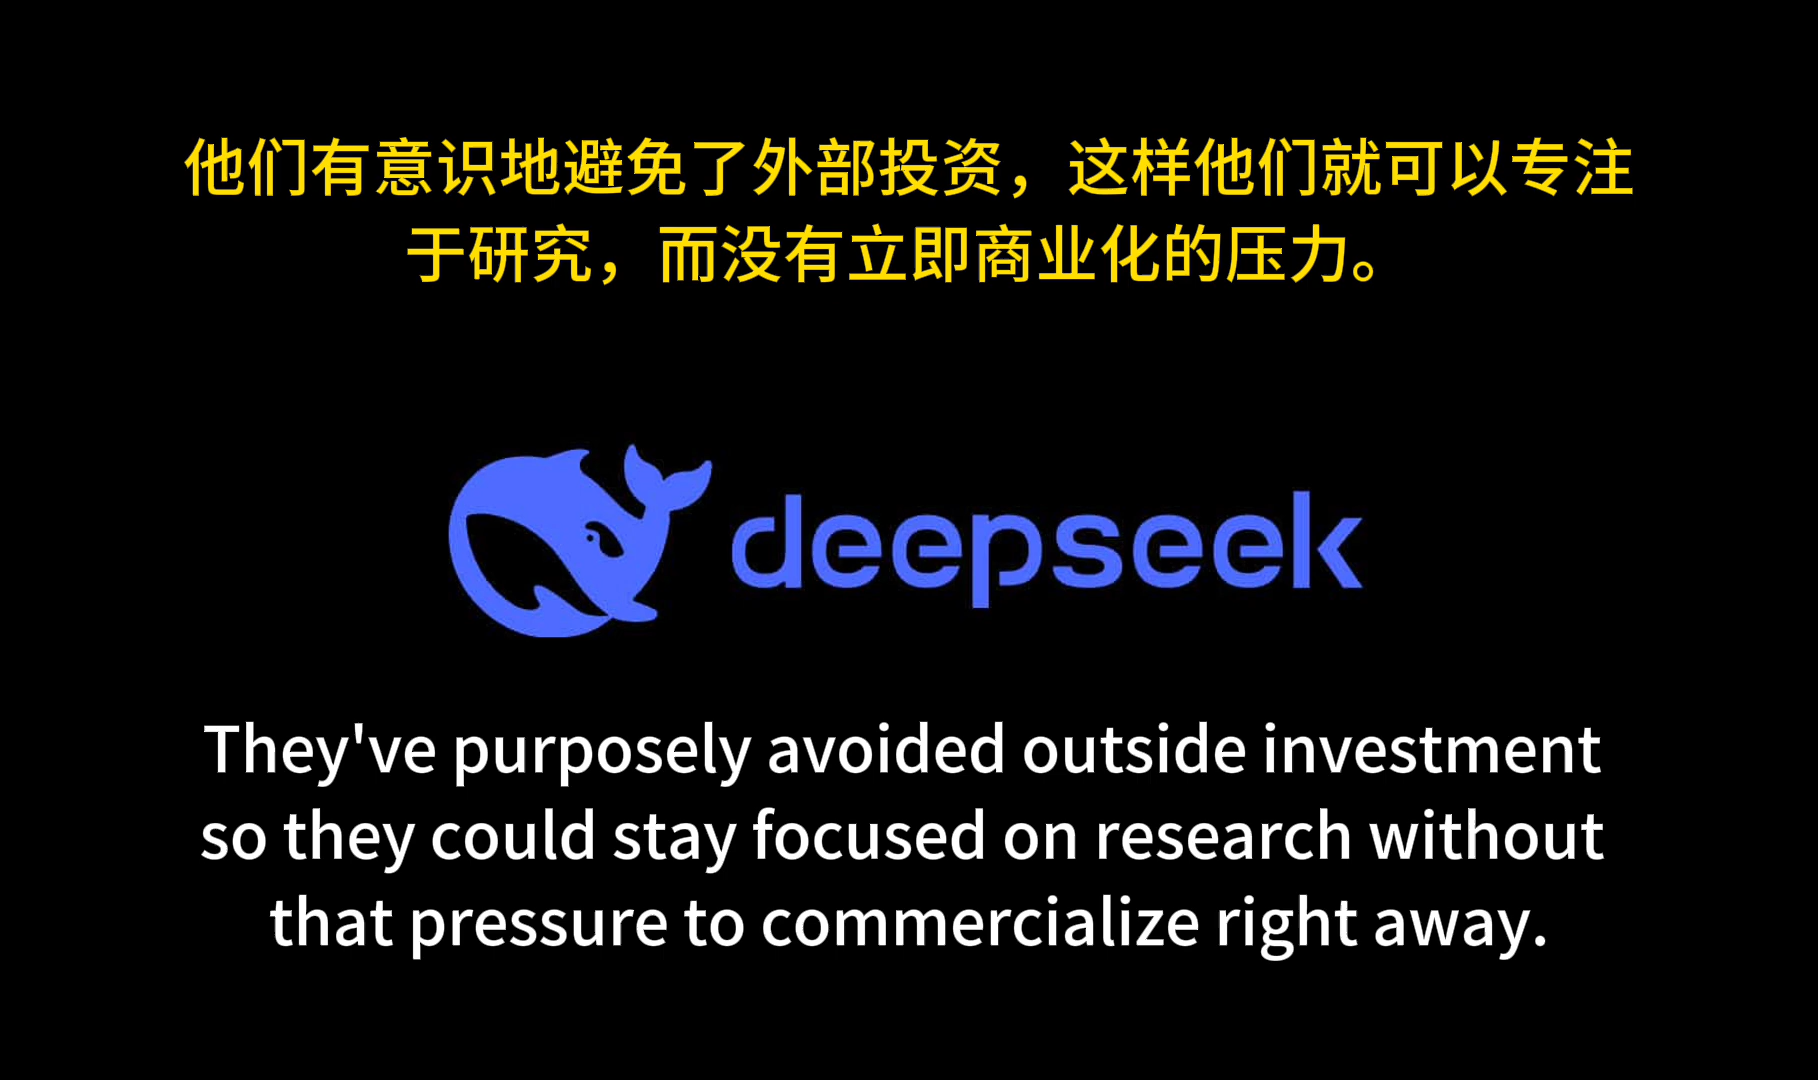 他们有意识地避免了外部投资，这样他们就可以专注
于研究，而没有立即商业化的压力。
deepseek
They've purposely avoided outside investment
so they could stay focused on research without
that pressure to commercialize right away.